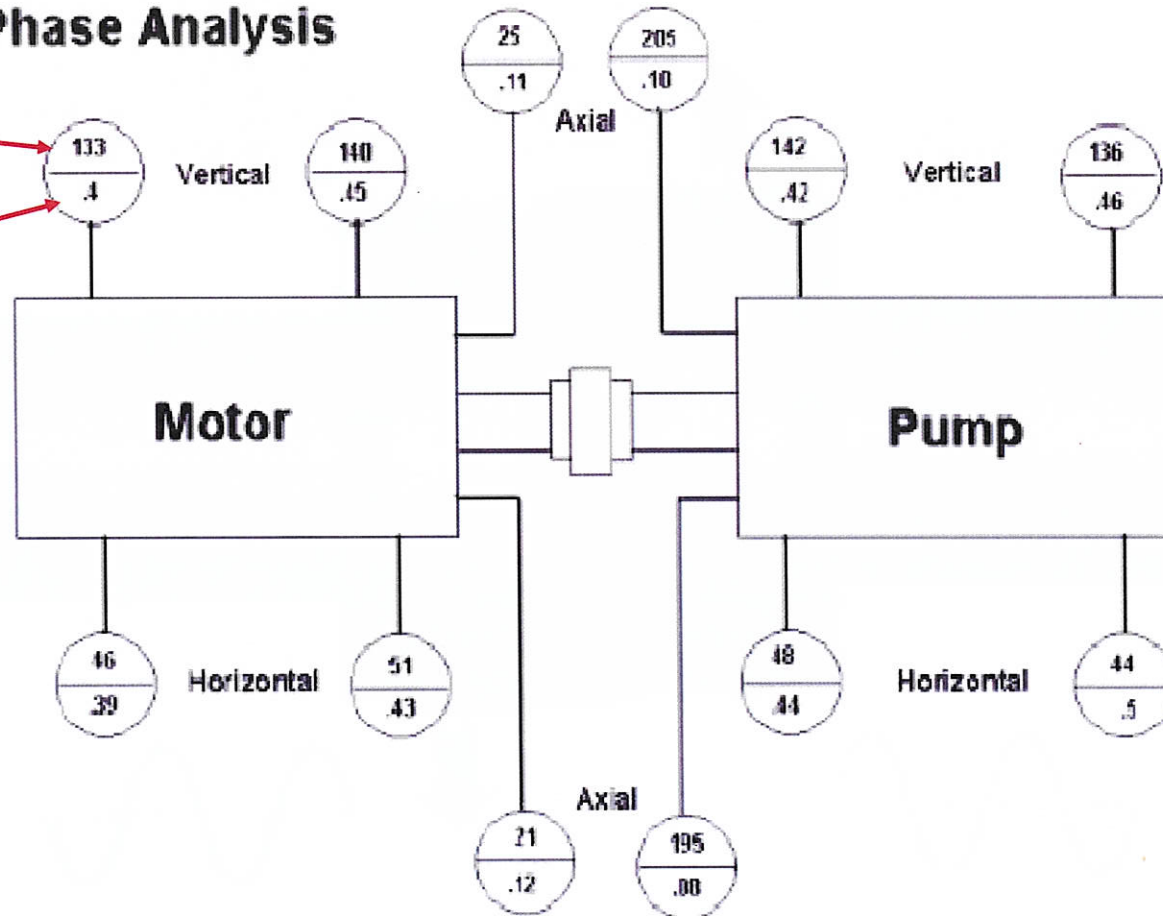 Phase Analysis
25
.11
205
.10
Axial
133
.4
Vertical
140
.45
142
.42
Vertical
136
.46
Motor
Pump
46
.39
Horizontal
51
.43
48
.44
Horizontal
44
.5
Axial
21
.12
195